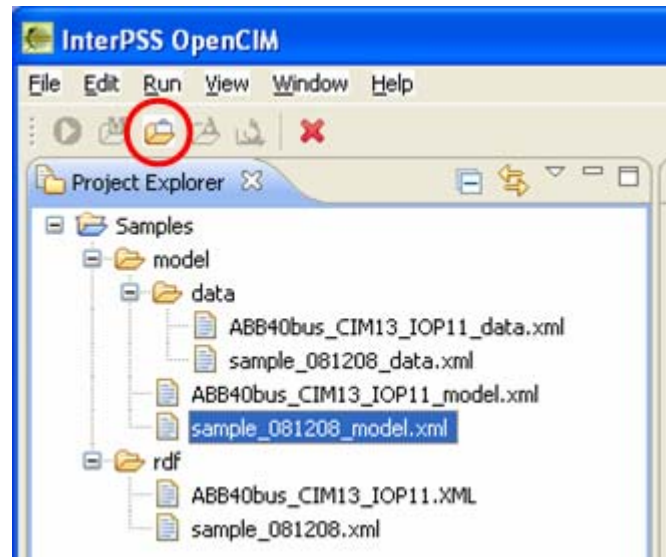 InterPSS OpenCIM
File Edit Run View Window Help
Project Explorer
Samples
model
data
ABB40bus_CIM13_IOP11_data.xml
sample_081208_data.xml
ABB40bus_CIM13_IOP11_model.xml
sample_081208_model.xml
rdf
ABB40bus_CIM13_IOP11.XML
sample_081208.xml